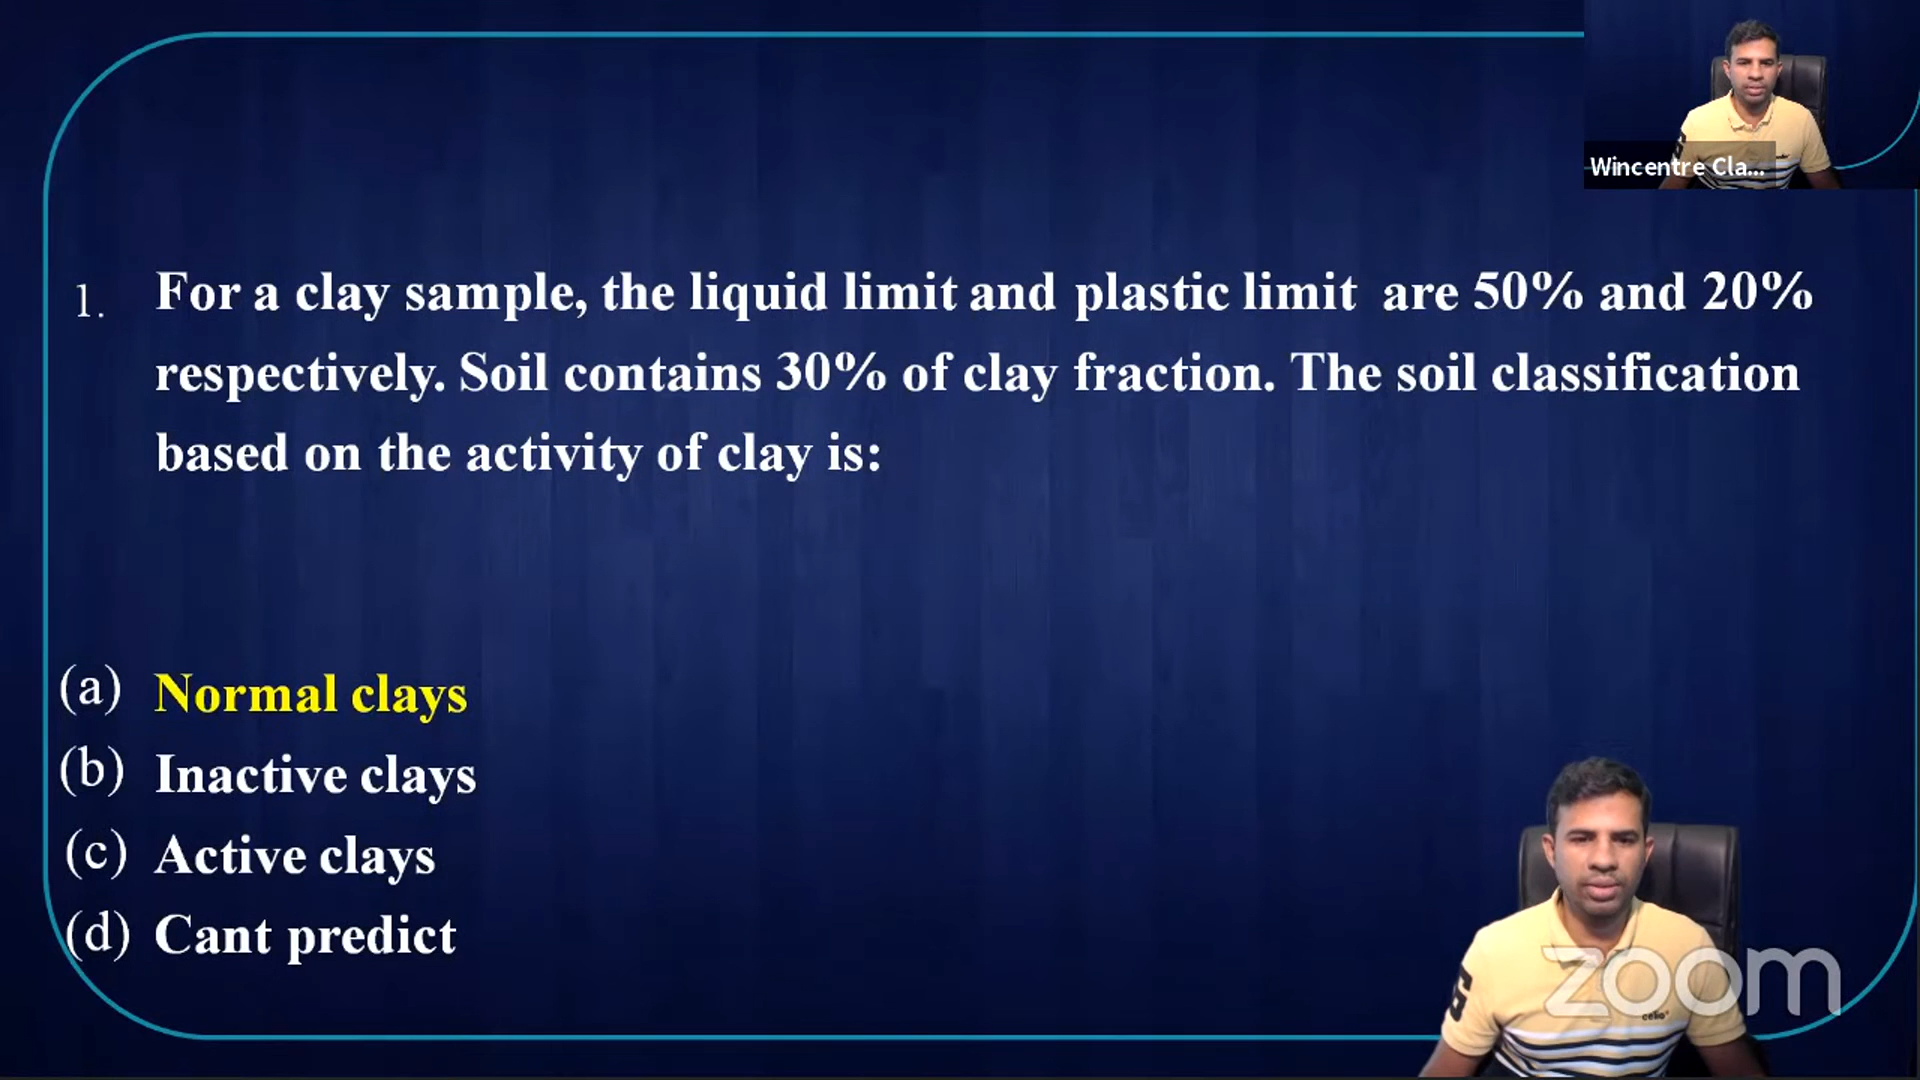 Wincentre Cla...
1. For a clay sample, the liquid limit and plastic limit are 50% and 20%
respectively. Soil contains 30% of clay fraction. The soil classification
based on the activity of clay is:
(a) Normal clays
(b) Inactive clays
(c) Active clays
(d) Cant predict
zoom
celio*